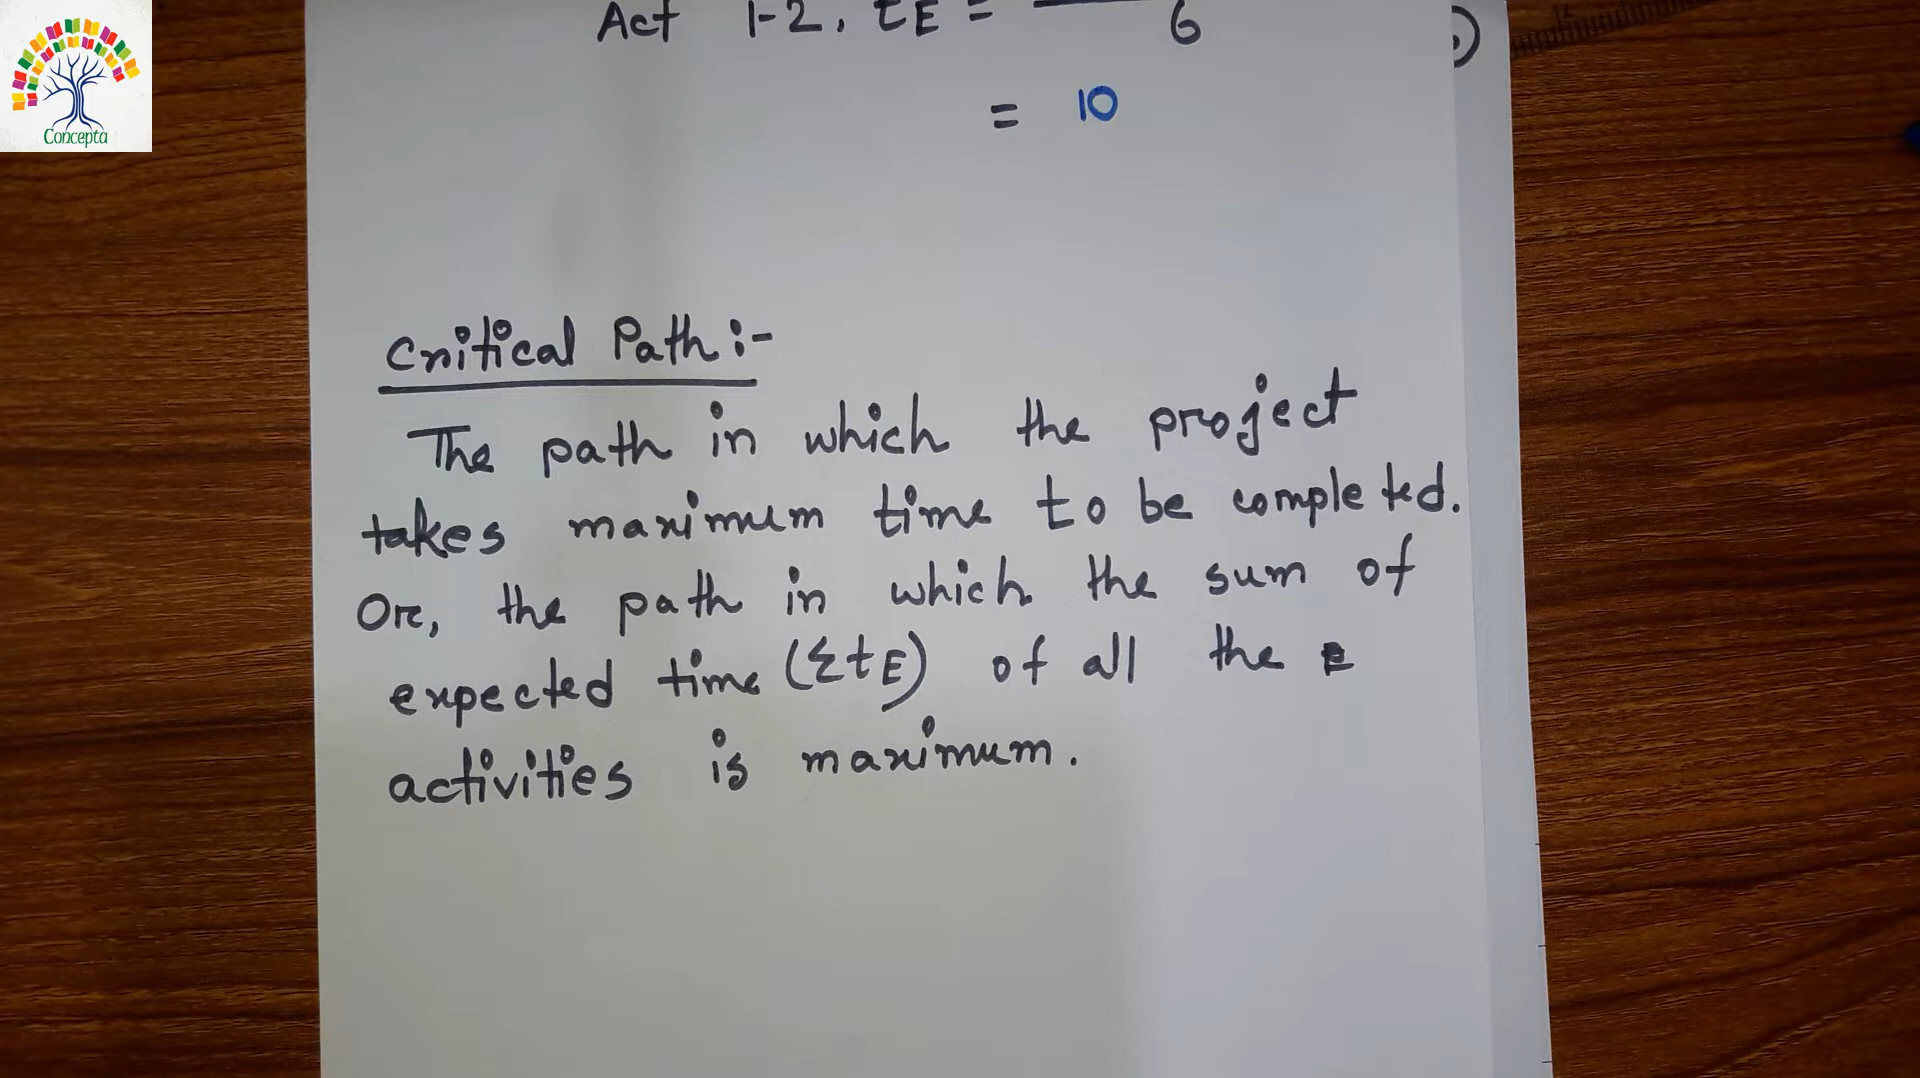 Concepta
Act 1-2, tE = 6
= 10
Critical Path :-
The path in which the project
takes maximum time to be completed.
Or, the path in which the sum of
expected time (ΣtE) of all the
activities is maximum.